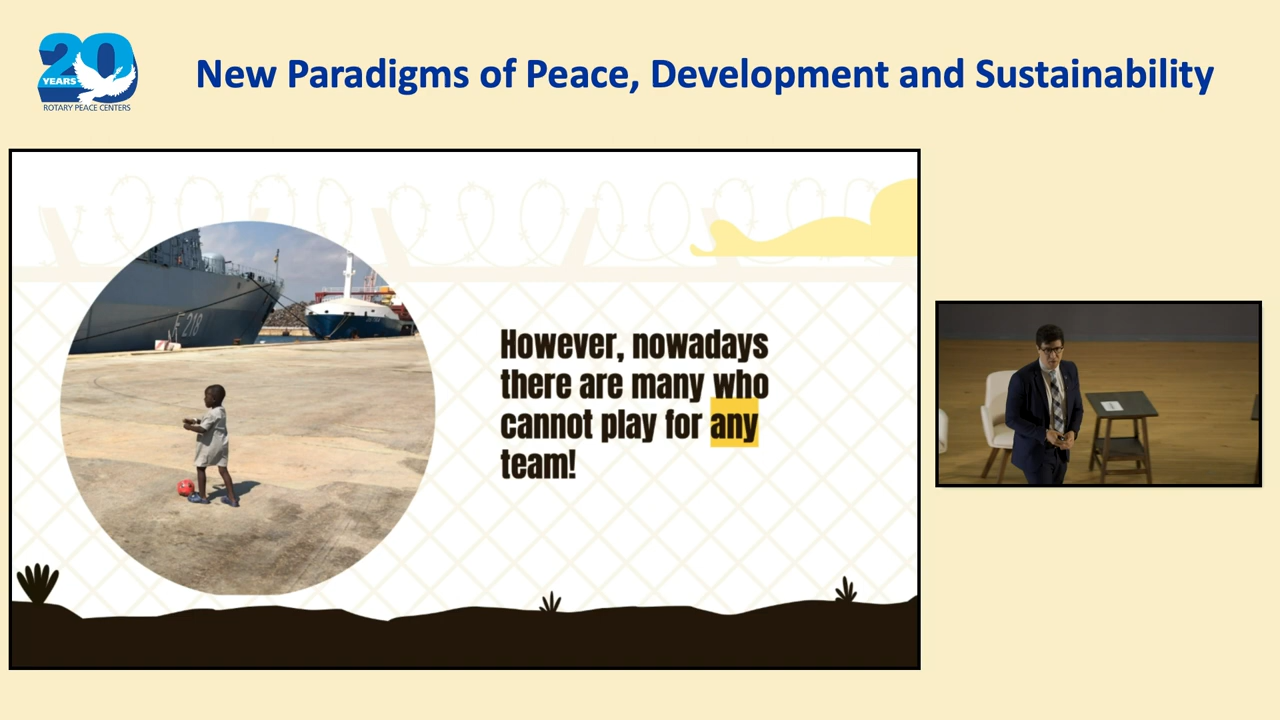 20
YEARS
ROTARY PEACE CENTERS
New Paradigms of Peace, Development and Sustainability
F 218
However, nowadays
there are many who
cannot play for any
team!